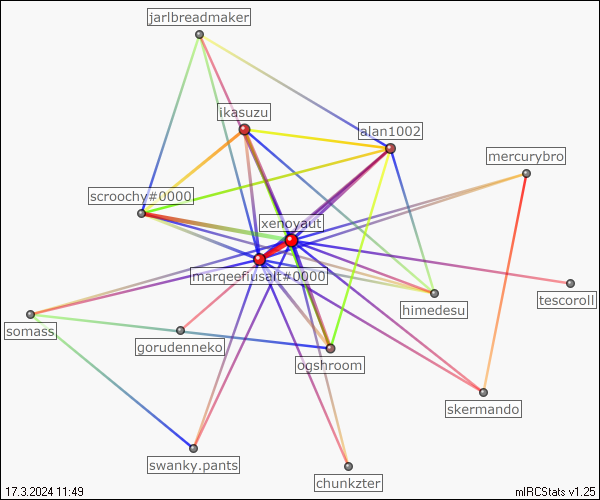 jarlbreadmaker
ikasuzu
alan1002
mercurybro
scroochy#0000
xenoyaut
marqeefiusalt#0000
himedesu
tescoroll
somass
gorudenneko
ogshroom
skermando
swanky.pants
chunkzter
17.3.2024 11:49
mIRCStats v1.25